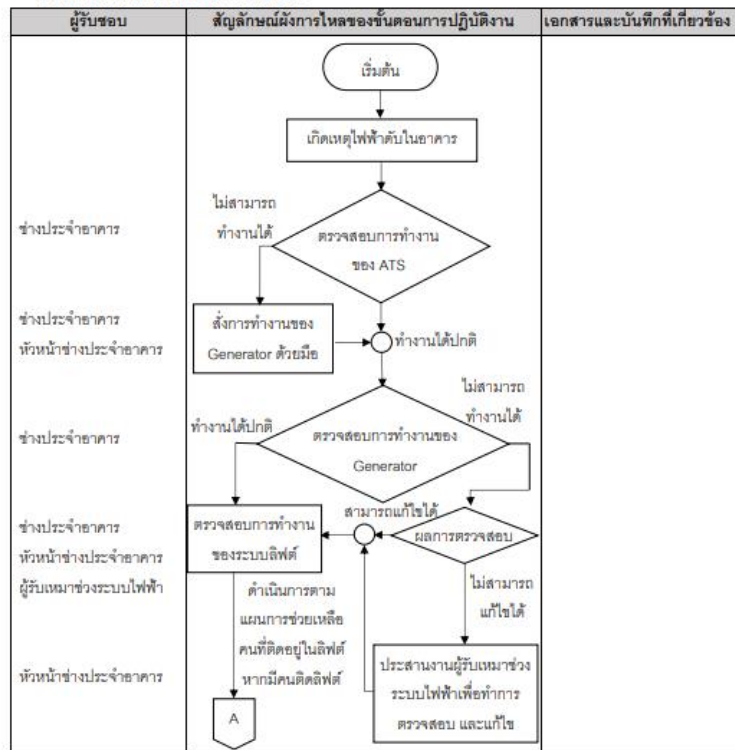 ผู้รับชอบ
สัญลักษณ์ผังการไหลของขั้นตอนการปฏิบัติงาน
เอกสารและบันทึกที่เกี่ยวข้อง
เริ่มต้น
เกิดเหตุไฟฟ้าดับในอาคาร
ไม่สามารถ
ทำงานได้
ช่างประจำอาคาร
ตรวจสอบการทำงาน
ของ ATS
ช่างประจำอาคาร
หัวหน้าช่างประจำอาคาร
สั่งการทำงานของ
Generator ด้วยมือ
ทำงานได้ปกติ
ไม่สามารถ
ทำงานได้
ทำงานได้ปกติ
ช่างประจำอาคาร
ตรวจสอบการทำงานของ
Generator
สามารถแก้ไขได้
ช่างประจำอาคาร
หัวหน้าช่างประจำอาคาร
ผู้รับเหมาช่วงระบบไฟฟ้า
ตรวจสอบการทำงาน
ของระบบลิฟต์
ผลการตรวจสอบ
ไม่สามารถ
แก้ไขได้
ดำเนินการตาม
แผนการช่วยเหลือ
คนที่ติดอยู่ในลิฟต์
หากมีคนติดลิฟต์
หัวหน้าช่างประจำอาคาร
ประสานงานผู้รับเหมาช่วง
ระบบไฟฟ้าเพื่อทำการ
ตรวจสอบ และแก้ไข
A